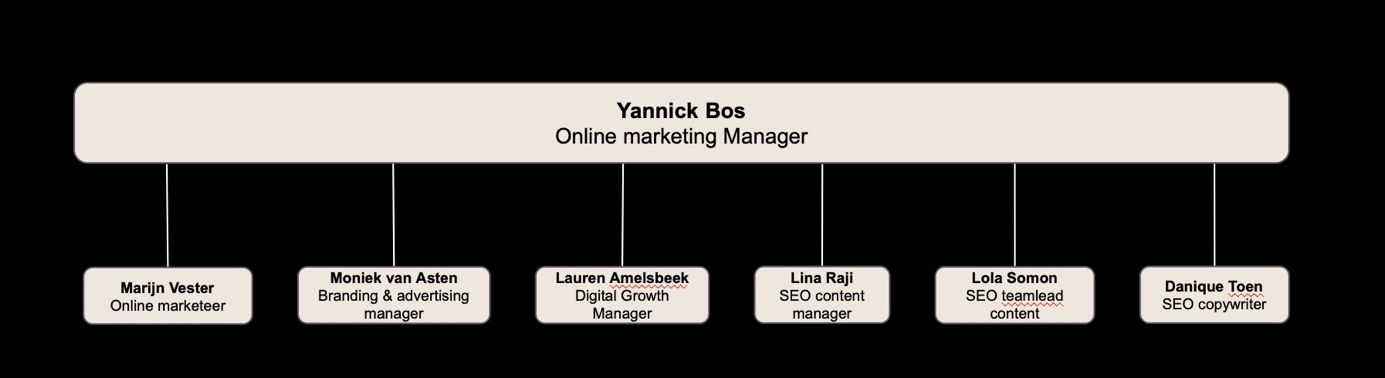 Yannick Bos
Online marketing Manager
Marijn Vester
Online marketeer
Moniek van Asten
Branding & advertising
manager
Lauren Amelsbeek
Digital Growth
Manager
Lina Raji
SEO content
manager
Lola Somon
SEO teamlead
content
Danique Toen
SEO copywriter